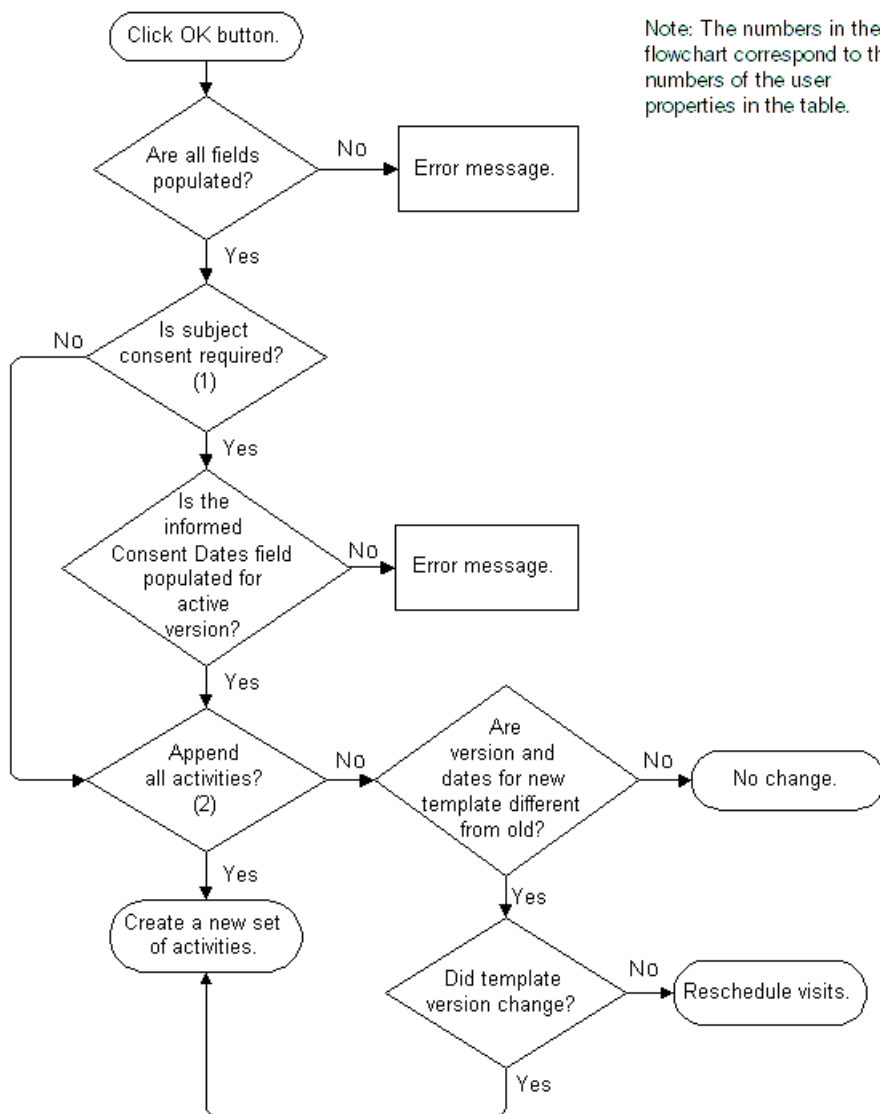 Click OK button.
Note: The numbers in the
flowchart correspond to
numbers of the user
properties in the table.
Are all fields
populated?
No
Error message.
Yes
Is subject
consent required?
(1)
No
Yes
Is the
informed
Consent Dates field
populated for
active
version?
No
Error message.
Yes
Append
all activities?
(2)
No
Are
version and
dates for new
template different
from old?
No
No change.
Yes
Create a new set
of activities.
Yes
Did template
version change?
No
Reschedule visits.
Yes